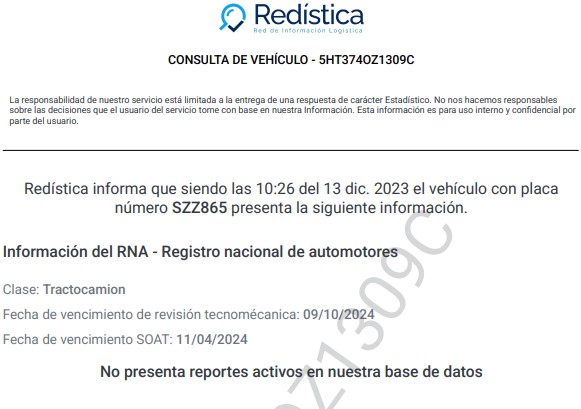 Redística
Red de Información Logística
CONSULTA DE VEHÍCULO - 5HT374OZ1309C
La responsabilidad de nuestro servicio está limitada a la entrega de una respuesta de carácter Estadístico. No nos hacemos responsables
sobre las decisiones que el usuario del servicio tome con base en nuestra Información. Esta información es para uso interno y confidencial por
parte del usuario.
Redística informa que siendo las 10:26 del 13 dic. 2023 el vehículo con placa
número SZZ865 presenta la siguiente información.
Información del RNA - Registro nacional de automotores
Clase: Tractocamion
Fecha de vencimiento de revisión tecnomécanica: 09/10/2024
Fecha de vencimiento SOAT: 11/04/2024
No presenta reportes activos en nuestra base de datos
OZ1309C